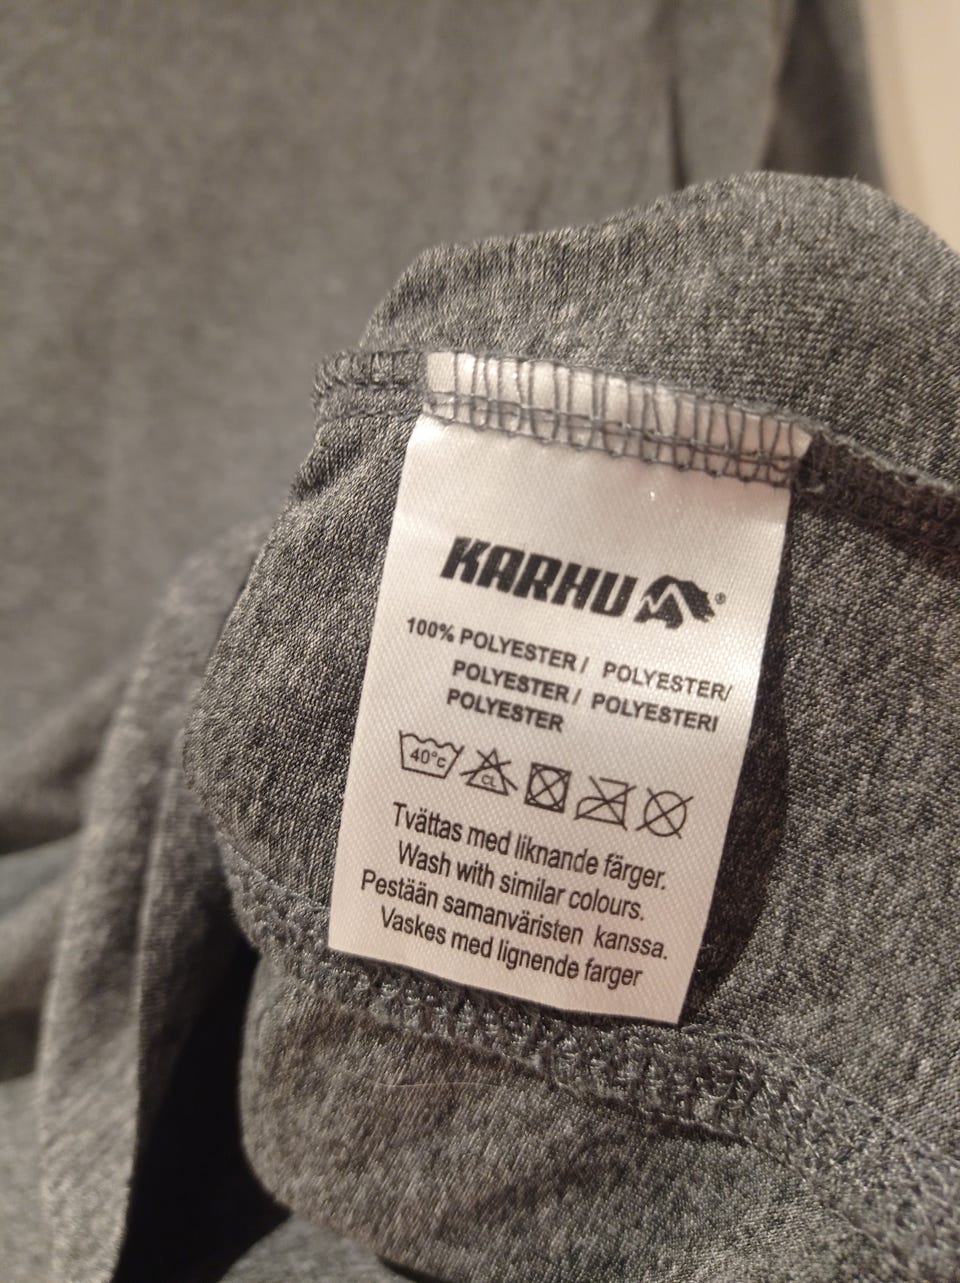 KARHU®
100% POLYESTER / POLYESTER/
POLYESTER / POLYESTERI
POLYESTER
40°c CL
Tvättas med liknande färger.
Wash with similar colours.
Pestään samanväristen kanssa.
Vaskes med lignende farger